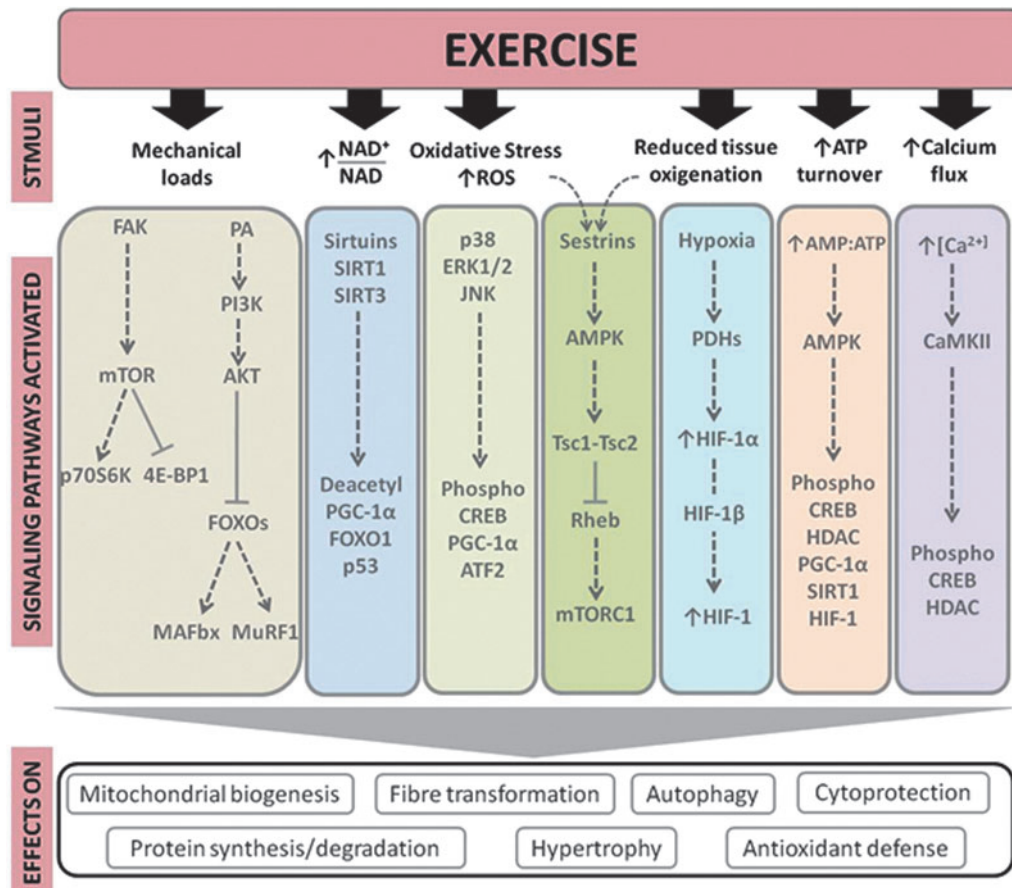 EXERCISE
STMULI
Mechanical
loads
↑NAD⁺
NAD
Oxidative Stress
↑ROS
Reduced tissue
oxigenation
↑ATP
turnover
↑Calcium
flux
SIGNALING PATHWAYS ACTIVATED
FAK
mTOR
p70S6K
4E-BP1
PA
PI3K
AKT
FOXOs
MAFbx
MuRF1
Sirtuins
SIRT1
SIRT3
Deacetyl
PGC-1α
FOXO1
p53
p38
ERK1/2
JNK
Phospho
CREB
PGC-1α
ATF2
Sestrins
AMPK
Tsc1-Tsc2
Rheb
mTORC1
Hypoxia
PDHs
↑HIF-1α
HIF-1β
↑HIF-1
↑AMP:ATP
AMPK
Phospho
CREB
HDAC
PGC-1α
SIRT1
HIF-1
↑[Ca²⁺]
CaMKII
Phospho
CREB
HDAC
EFFECTS ON
Mitochondrial biogenesis
Fibre transformation
Autophagy
Cytoprotection
Protein synthesis/degradation
Hypertrophy
Antioxidant defense